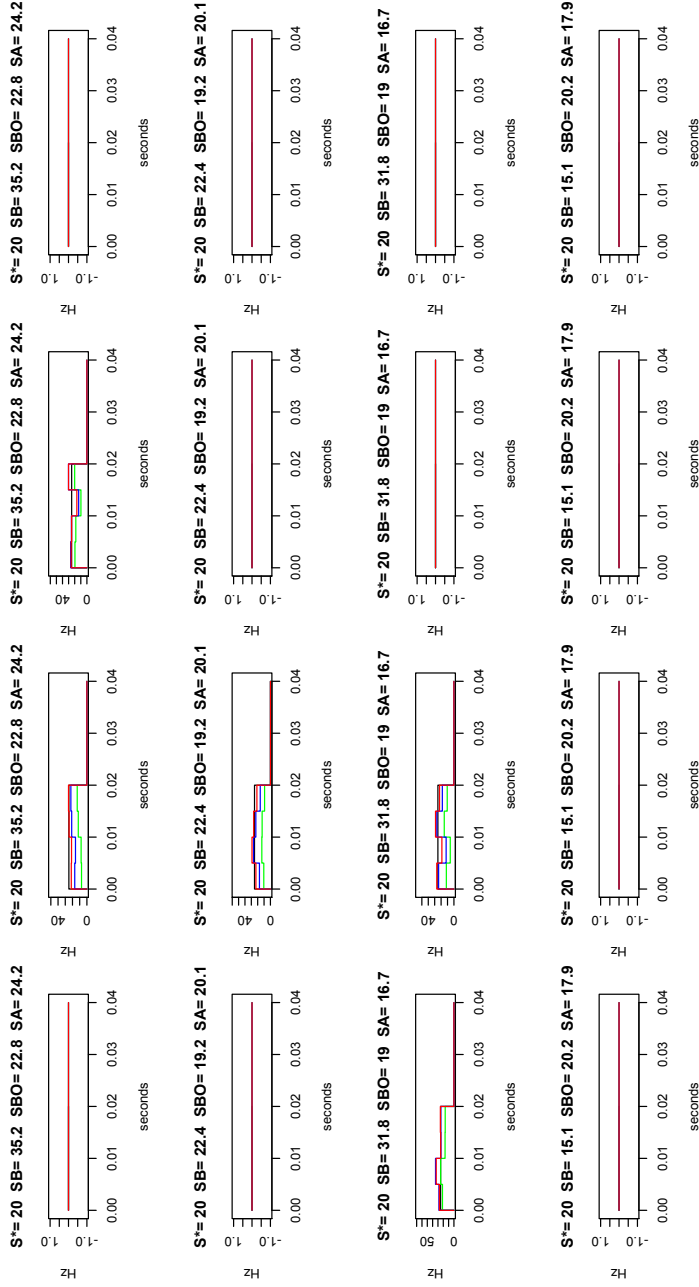 S*= 20 SB= 35.2 SBO= 22.8 SA= 24.2
Hz
1.0
-1.0
0.00 0.01 0.02 0.03 0.04
seconds
S*= 20 SB= 35.2 SBO= 22.8 SA= 24.2
Hz
40
0
0.00 0.01 0.02 0.03 0.04
seconds
S*= 20 SB= 35.2 SBO= 22.8 SA= 24.2
Hz
40
0
0.00 0.01 0.02 0.03 0.04
seconds
S*= 20 SB= 35.2 SBO= 22.8 SA= 24.2
Hz
1.0
-1.0
0.00 0.01 0.02 0.03 0.04
seconds
S*= 20 SB= 22.4 SBO= 19.2 SA= 20.1
Hz
1.0
-1.0
0.00 0.01 0.02 0.03 0.04
seconds
S*= 20 SB= 22.4 SBO= 19.2 SA= 20.1
Hz
40
0
0.00 0.01 0.02 0.03 0.04
seconds
S*= 20 SB= 22.4 SBO= 19.2 SA= 20.1
Hz
1.0
-1.0
0.00 0.01 0.02 0.03 0.04
seconds
S*= 20 SB= 22.4 SBO= 19.2 SA= 20.1
Hz
1.0
-1.0
0.00 0.01 0.02 0.03 0.04
seconds
S*= 20 SB= 31.8 SBO= 19 SA= 16.7
Hz
50
0
0.00 0.01 0.02 0.03 0.04
seconds
S*= 20 SB= 31.8 SBO= 19 SA= 16.7
Hz
40
0
0.00 0.01 0.02 0.03 0.04
seconds
S*= 20 SB= 31.8 SBO= 19 SA= 16.7
Hz
1.0
-1.0
0.00 0.01 0.02 0.03 0.04
seconds
S*= 20 SB= 31.8 SBO= 19 SA= 16.7
Hz
1.0
-1.0
0.00 0.01 0.02 0.03 0.04
seconds
S*= 20 SB= 15.1 SBO= 20.2 SA= 17.9
Hz
1.0
-1.0
0.00 0.01 0.02 0.03 0.04
seconds
S*= 20 SB= 15.1 SBO= 20.2 SA= 17.9
Hz
1.0
-1.0
0.00 0.01 0.02 0.03 0.04
seconds
S*= 20 SB= 15.1 SBO= 20.2 SA= 17.9
Hz
1.0
-1.0
0.00 0.01 0.02 0.03 0.04
seconds
S*= 20 SB= 15.1 SBO= 20.2 SA= 17.9
Hz
1.0
-1.0
0.00 0.01 0.02 0.03 0.04
seconds